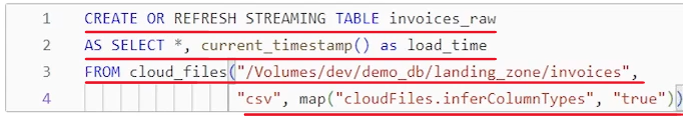 1 CREATE OR REFRESH STREAMING TABLE invoices_raw
2 AS SELECT *, current_timestamp() as load_time
3 FROM cloud_files("/Volumes/dev/demo_db/landing_zone/invoices",
4 "csv", map("cloudFiles.inferColumnTypes", "true"))